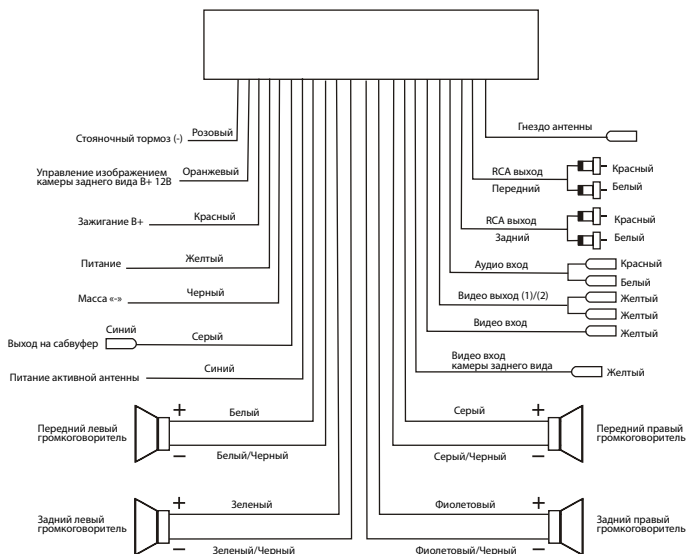 Стояночный тормоз (-)
Розовый
Управление изображением
камеры заднего вида В+ 12В
Оранжевый
Зажигание В+
Красный
Питание
Желтый
Масса «-»
Черный
Синий
Выход на сабвуфер
Серый
Питание активной антенны
Синий
Передний левый
громкоговоритель
+
Белый
–
Белый/Черный
Задний левый
громкоговоритель
+
Зеленый
–
Зеленый/Черный
Гнездо антенны
RCA выход
Передний
Красный
Белый
RCA выход
Задний
Красный
Белый
Аудио вход
Красный
Белый
Видео выход (1)/(2)
Желтый
Желтый
Видео вход
Желтый
Видео вход
камеры заднего вида
Желтый
Серый
+
Серый/Черный
–
Передний правый
громкоговоритель
Фиолетовый
+
Фиолетовый/Черный
–
Задний правый
громкоговоритель